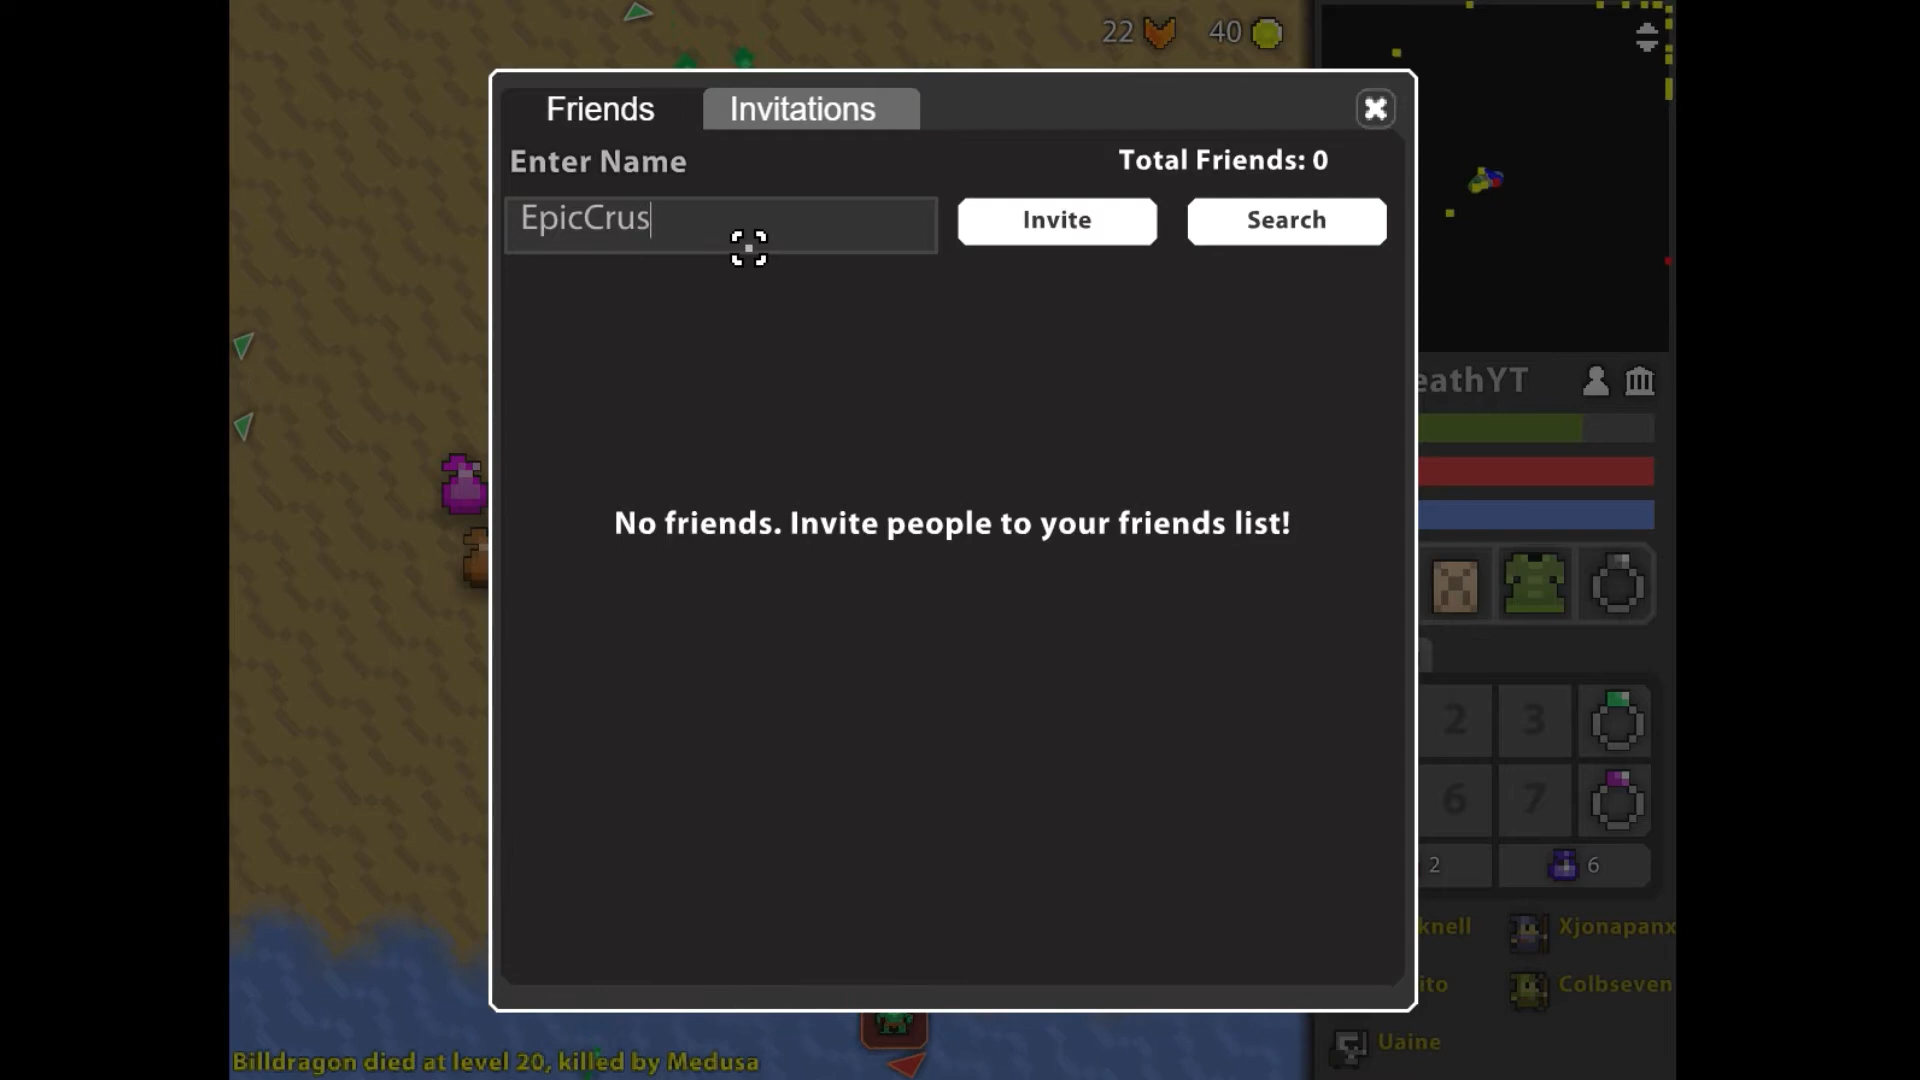 22
40
Friends
Invitations
Enter Name
Total Friends: 0
EpicCrus
Invite
Search
eathYT
No friends. Invite people to your friends list!
2
3
6
7
2
6
knell
Xjonapanx
ito
Colbseven
Uaine
Billdragon died at level 20, killed by Medusa